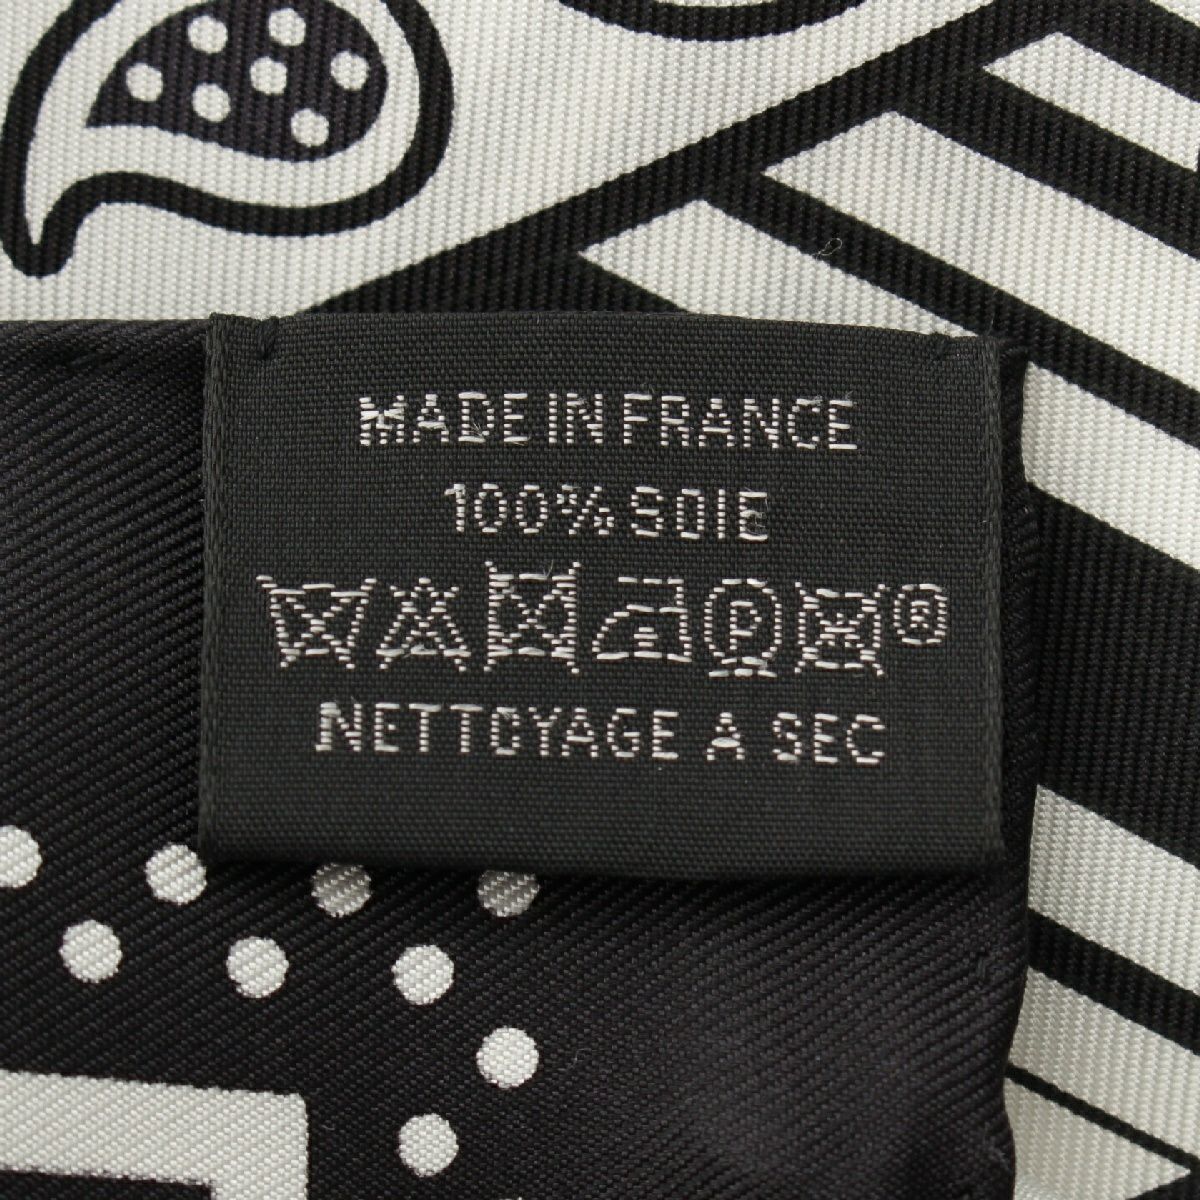 MADE IN FRANCE
100% SOIE
P ®
NETTOYAGE A SEC